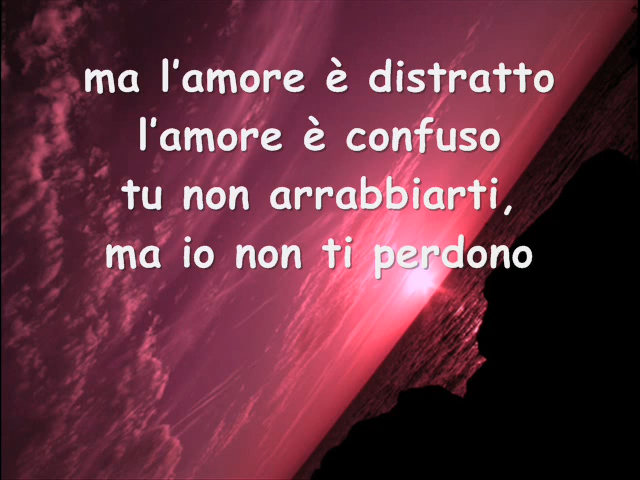 ma l'amore è distratto
l'amore è confuso
tu non arrabbiarti,
ma io non ti perdono